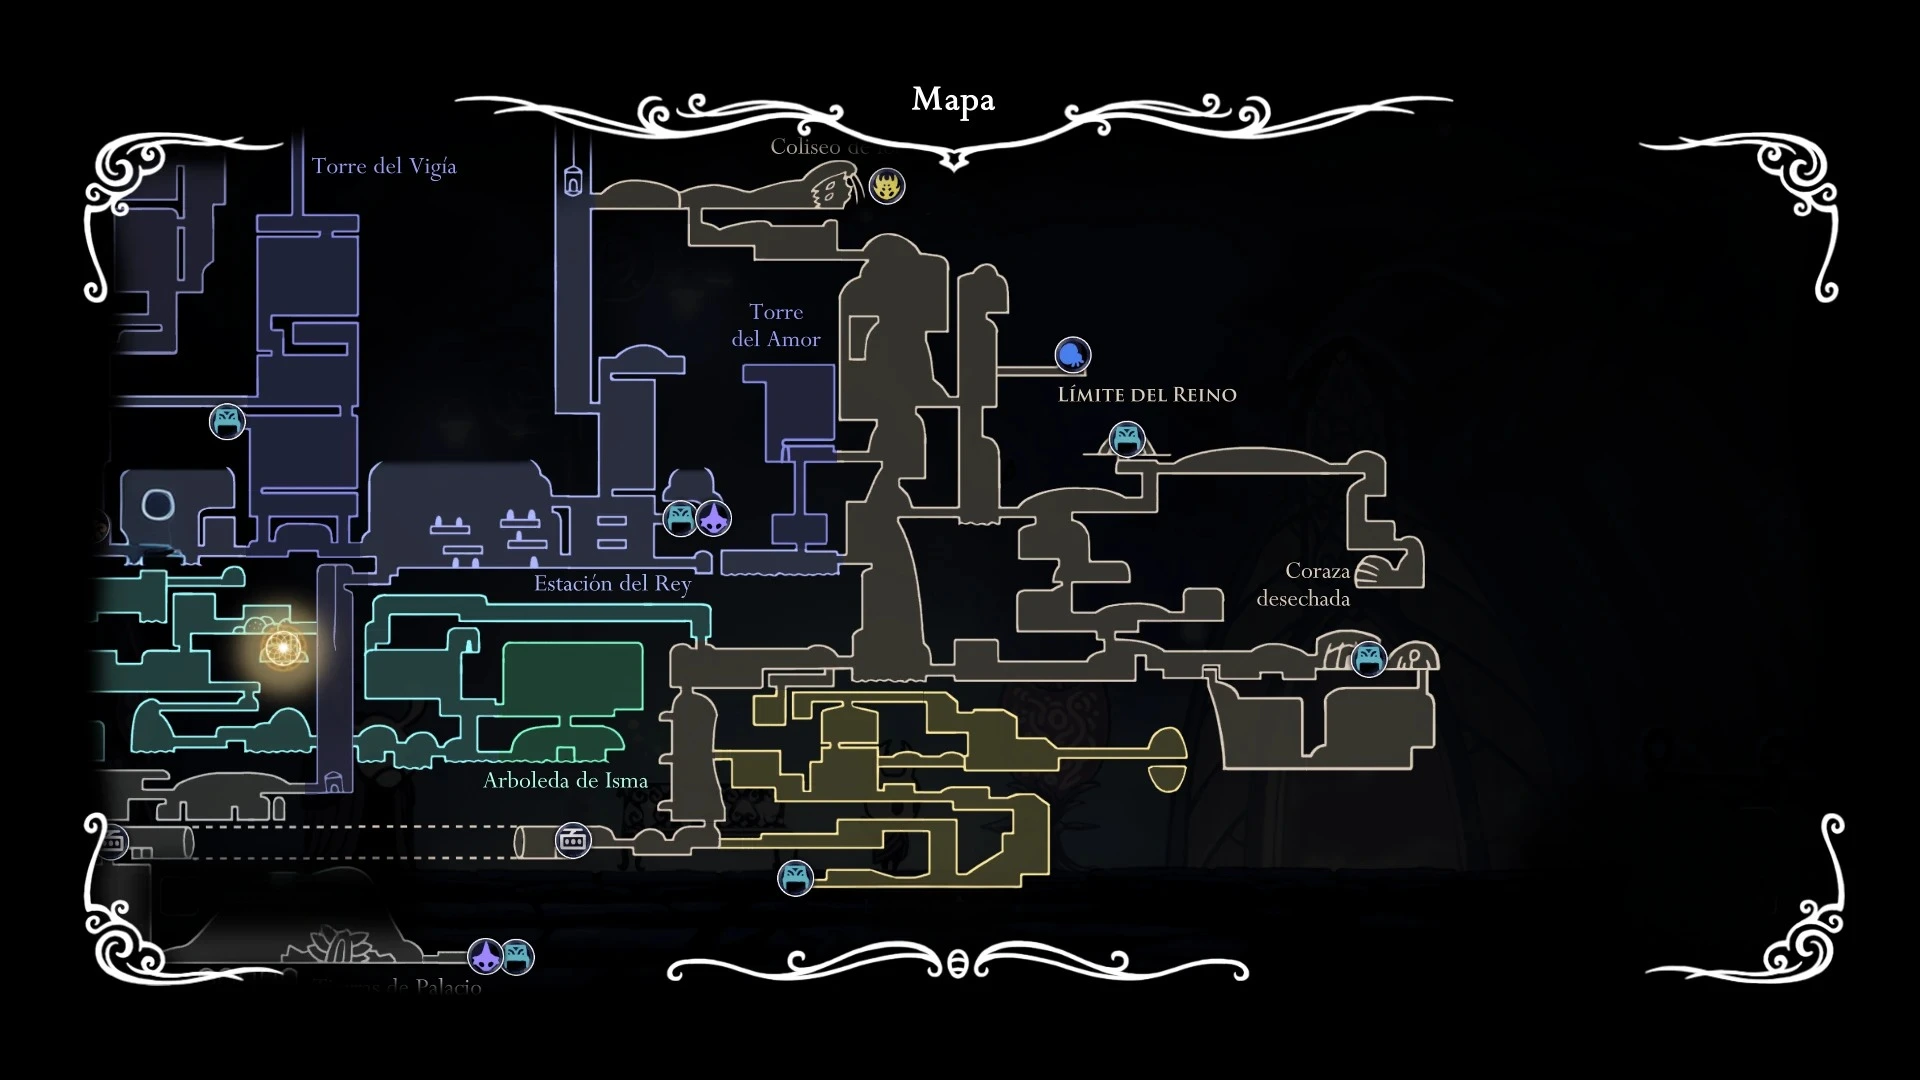 Mapa
Coliseo de
Torre del Vigía
Torre
del Amor
LÍMITE DEL REINO
Estación del Rey
Coraza
desechada
Arboleda de Isma
de Palacio